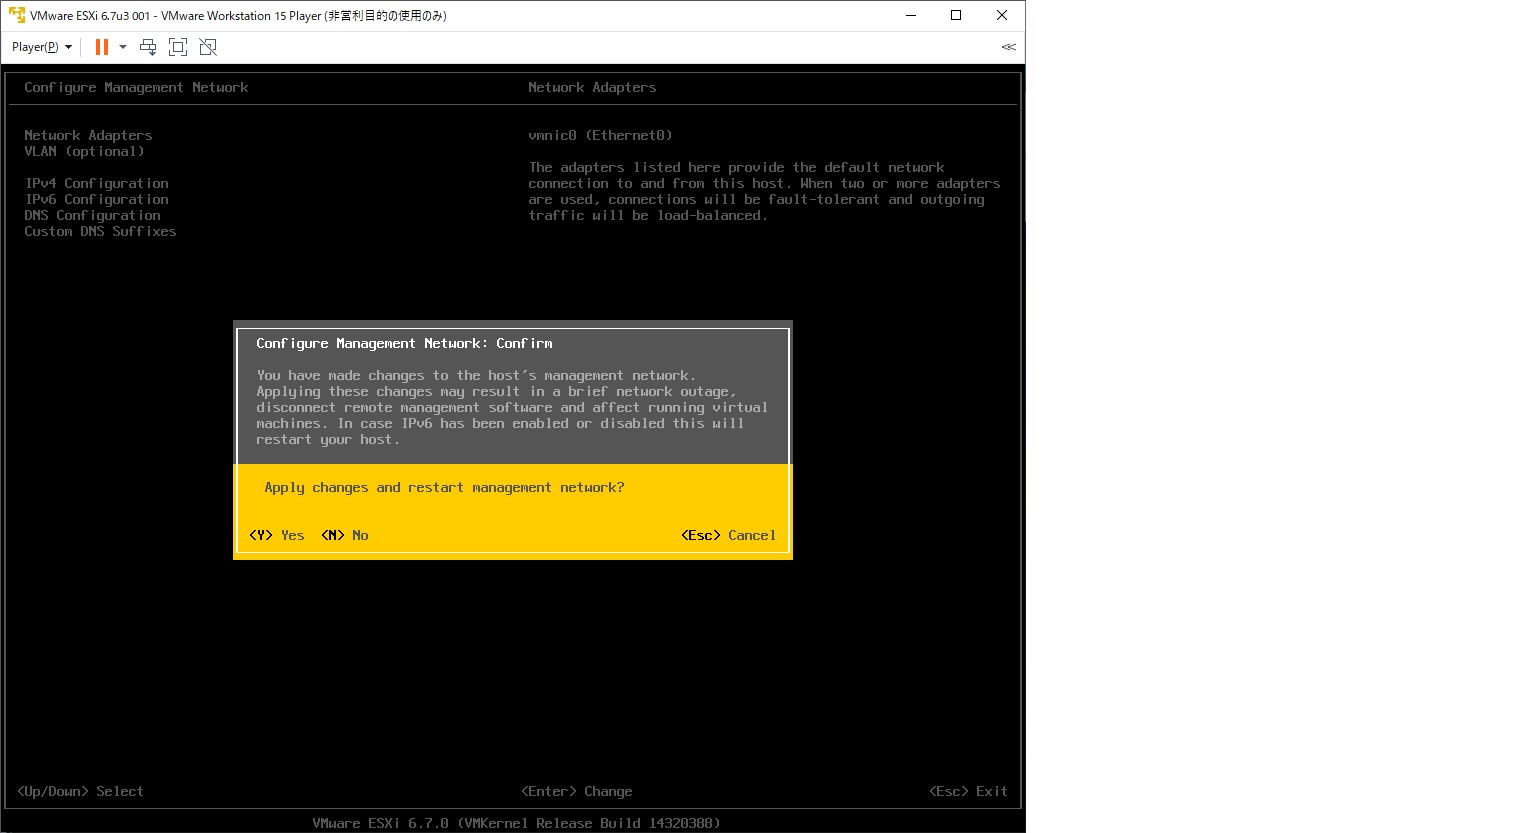 VMware ESXi 6.7u3 001 - VMware Workstation 15 Player (非営利目的の使用のみ)
Player(P)
Configure Management Network
Network Adapters
Network Adapters
VLAN (optional)
IPv4 Configuration
IPv6 Configuration
DNS Configuration
Custom DNS Suffixes
vmnic0 (Ethernet0)
The adapters listed here provide the default network
connection to and from this host. When two or more adapters
are used, connections will be fault-tolerant and outgoing
traffic will be load-balanced.
Configure Management Network: Confirm
You have made changes to the host's management network.
Applying these changes may result in a brief network outage,
disconnect remote management software and affect running virtual
machines. In case IPv6 has been enabled or disabled this will
restart your host.
Apply changes and restart management network?
<Y> Yes <N> No
<Esc> Cancel
<Up/Down> Select
<Enter> Change
<Esc> Exit
VMware ESXi 6.7.0 (VMKernel Release Build 14320388)